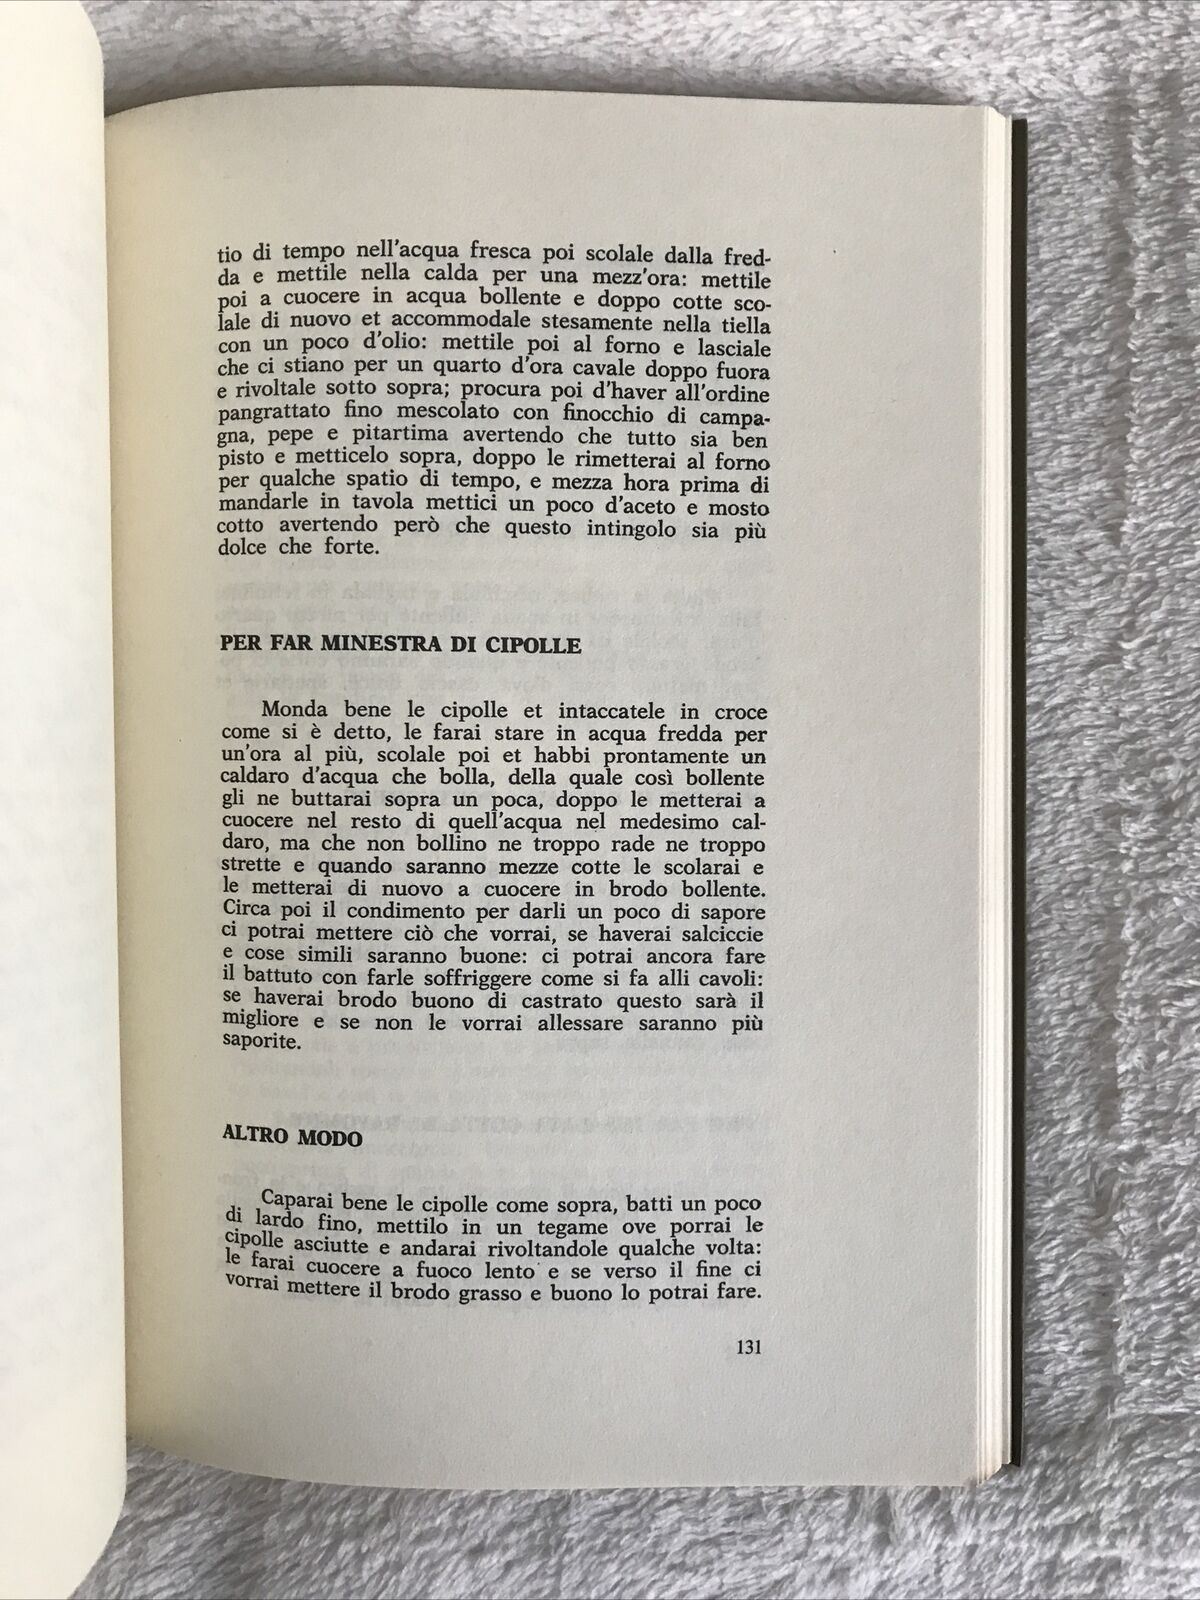 tio di tempo nell'acqua fresca poi scolale dalla fred-
da e mettile nella calda per una mezz'ora: mettile
poi a cuocere in acqua bollente e doppo cotte sco-
lale di nuovo et accommodale stesamente nella tiella
con un poco d'olio: mettile poi al forno e lasciale
che ci stiano per un quarto d'ora cavale doppo fuora
e rivoltale sotto sopra; procura poi d'haver all'ordine
pangrattato fino mescolato con finocchio di campa-
gna, pepe e pitartima avertendo che tutto sia ben
pisto e metticelo sopra, doppo le rimetterai al forno
per qualche spatio di tempo, e mezza hora prima di
mandarle in tavola mettici un poco d'aceto e mosto
cotto avertendo però che questo intingolo sia più
dolce che forte.
PER FAR MINESTRA DI CIPOLLE
Monda bene le cipolle et intaccatele in croce
come si è detto, le farai stare in acqua fredda per
un'ora al più, scolale poi et habbi prontamente un
caldaro d'acqua che bolla, della quale così bollente
gli ne buttarai sopra un poca, doppo le metterai a
cuocere nel resto di quell'acqua nel medesimo cal-
daro, ma che non bollino ne troppo rade ne troppo
strette e quando saranno mezze cotte le scolarai e
le metterai di nuovo a cuocere in brodo bollente.
Circa poi il condimento per darli un poco di sapore
ci potrai mettere ciò che vorrai, se haverai salciccie
e cose simili saranno buone: ci potrai ancora fare
il battuto con farle soffriggere come si fa alli cavoli:
se haverai brodo buono di castrato questo sarà il
migliore e se non le vorrai allessare saranno più
saporite.
ALTRO MODO
Caparai bene le cipolle come sopra, batti un poco
di lardo fino, mettilo in un tegame ove porrai le
cipolle asciutte e andarai rivoltandole qualche volta:
le farai cuocere a fuoco lento e se verso il fine ci
vorrai mettere il brodo grasso e buono lo potrai fare.
131